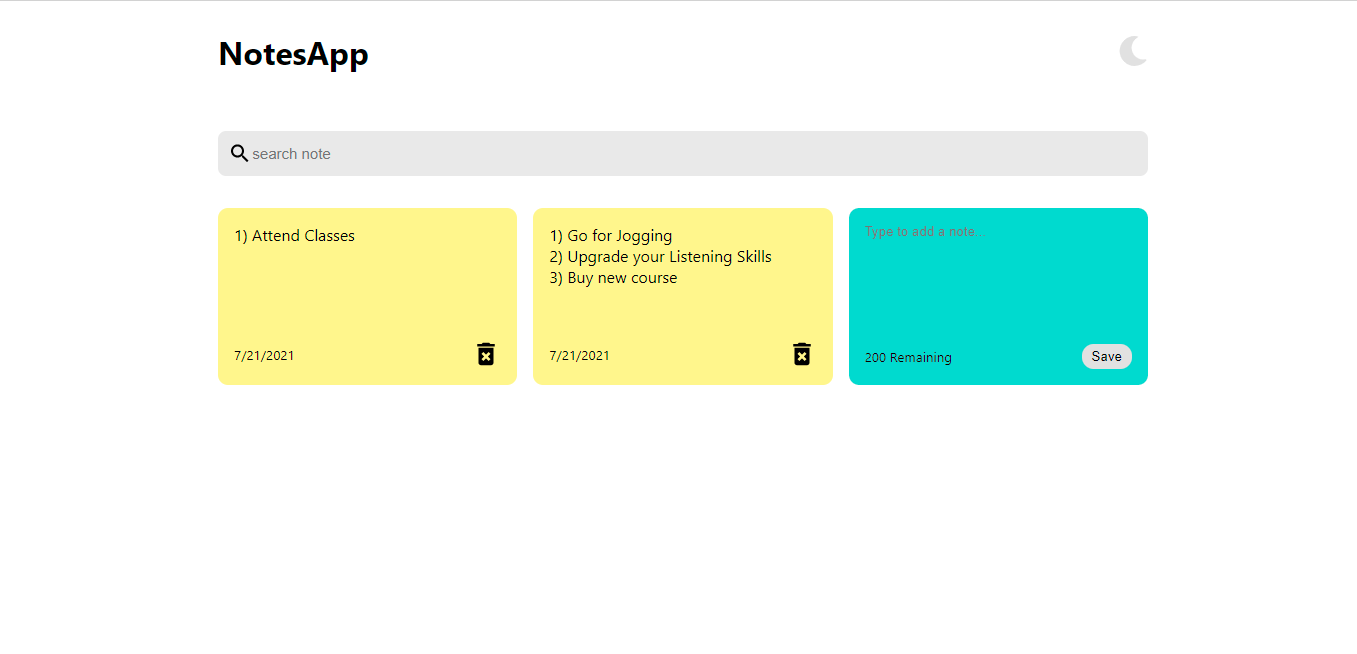 NotesApp
search note
1) Attend Classes
7/21/2021
1) Go for Jogging
2) Upgrade your Listening Skills
3) Buy new course
7/21/2021
Type to add a note...
200 Remaining
Save